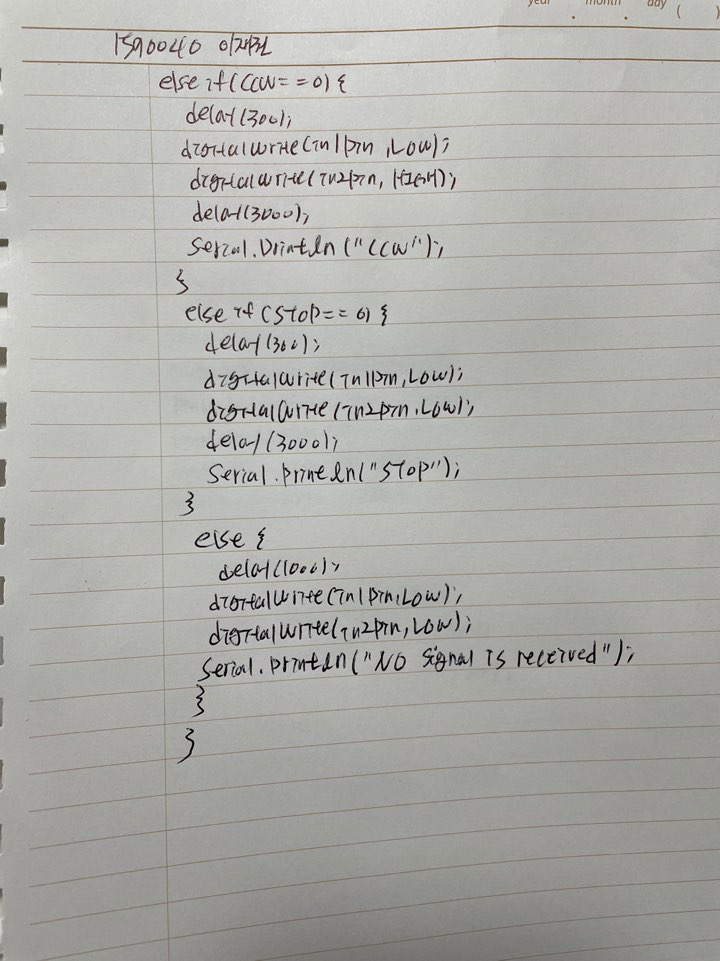 year . month . day ( )
1590040 이재원
else if (CCW == 0) {
delay(300);
digitalWrite(in1pin, Low);
digitalWrite(in2pin, HIGH);
delay(3000);
Serial.Println("CCW");
}
else if (STOP == 0) {
delay(300);
digitalWrite(in1pin, Low);
digitalWrite(in2pin, Low);
delay(3000);
Serial.println("STOP");
}
else {
delay(1000);
digitalWrite(in1pin, Low);
digitalWrite(in2pin, Low);
Serial.println("NO signal is received");
}
}